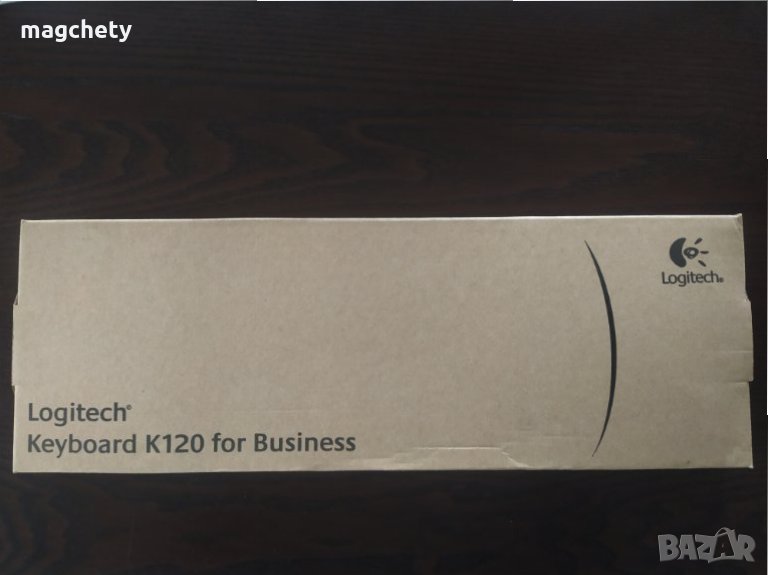 magchety
Logitech®
Logitech®
Keyboard K120 for Business
BAZAR